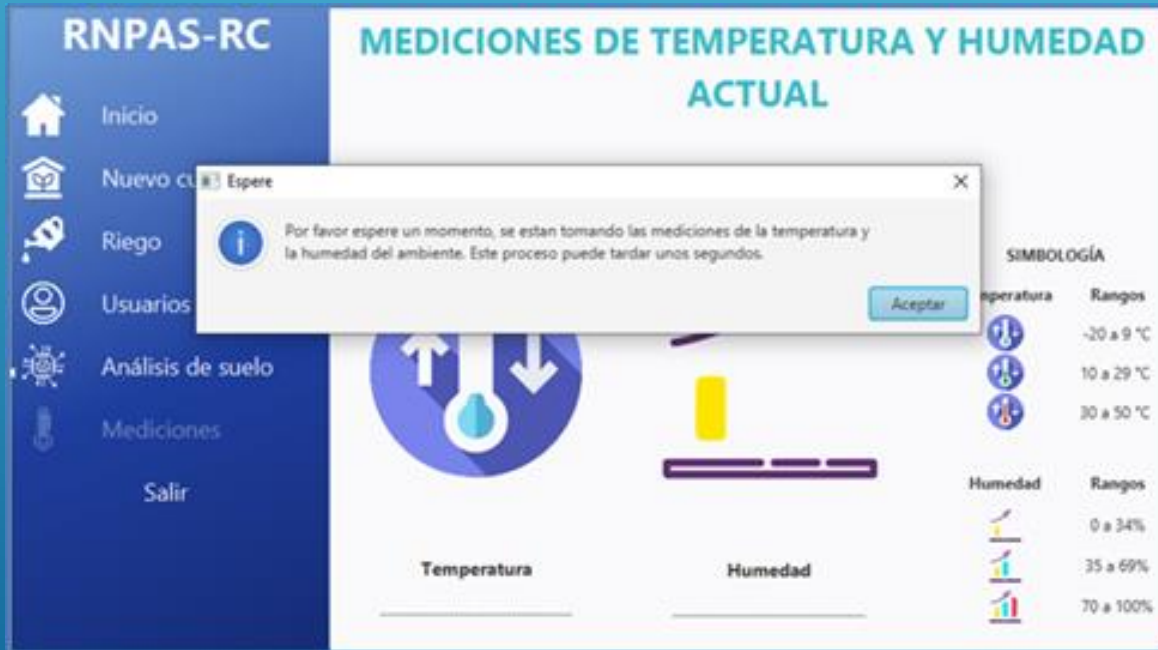 RNPAS-RC
Inicio
Nuevo cu
Riego
Usuarios
Análisis de suelo
Mediciones
Salir
MEDICIONES DE TEMPERATURA Y HUMEDAD
ACTUAL
Espere
Por favor espere un momento, se estan tomando las mediciones de la temperatura y
la humedad del ambiente. Este proceso puede tardar unos segundos.
Aceptar
Temperatura
Humedad
SIMBOLOGÍA
mperatura Rangos
-20 a 9 °C
10 a 29 °C
30 a 50 °C
Humedad Rangos
0 a 34%
35 a 69%
70 a 100%